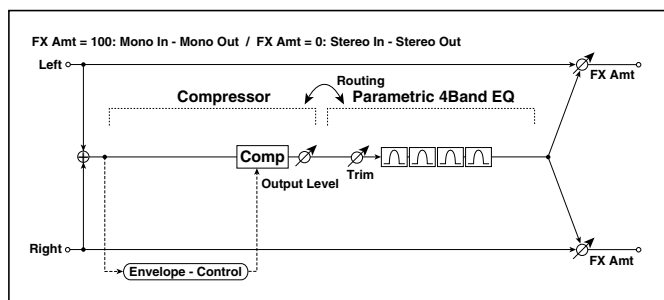 FX Amt = 100: Mono In - Mono Out / FX Amt = 0: Stereo In - Stereo Out
Left
FX Amt
Routing
Compressor
Parametric 4Band EQ
Comp
Output Level
Trim
Right
FX Amt
Envelope - Control